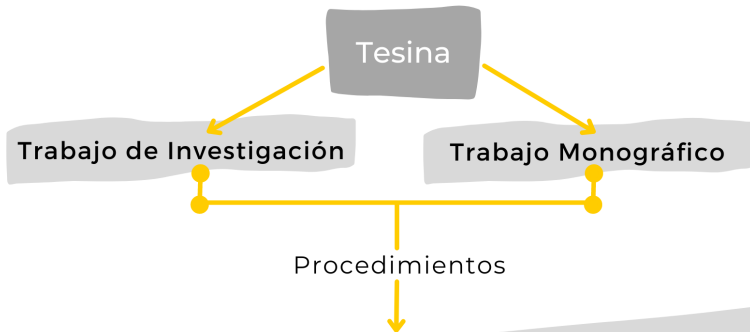 Tesina
Trabajo de Investigación
Trabajo Monográfico
Procedimientos